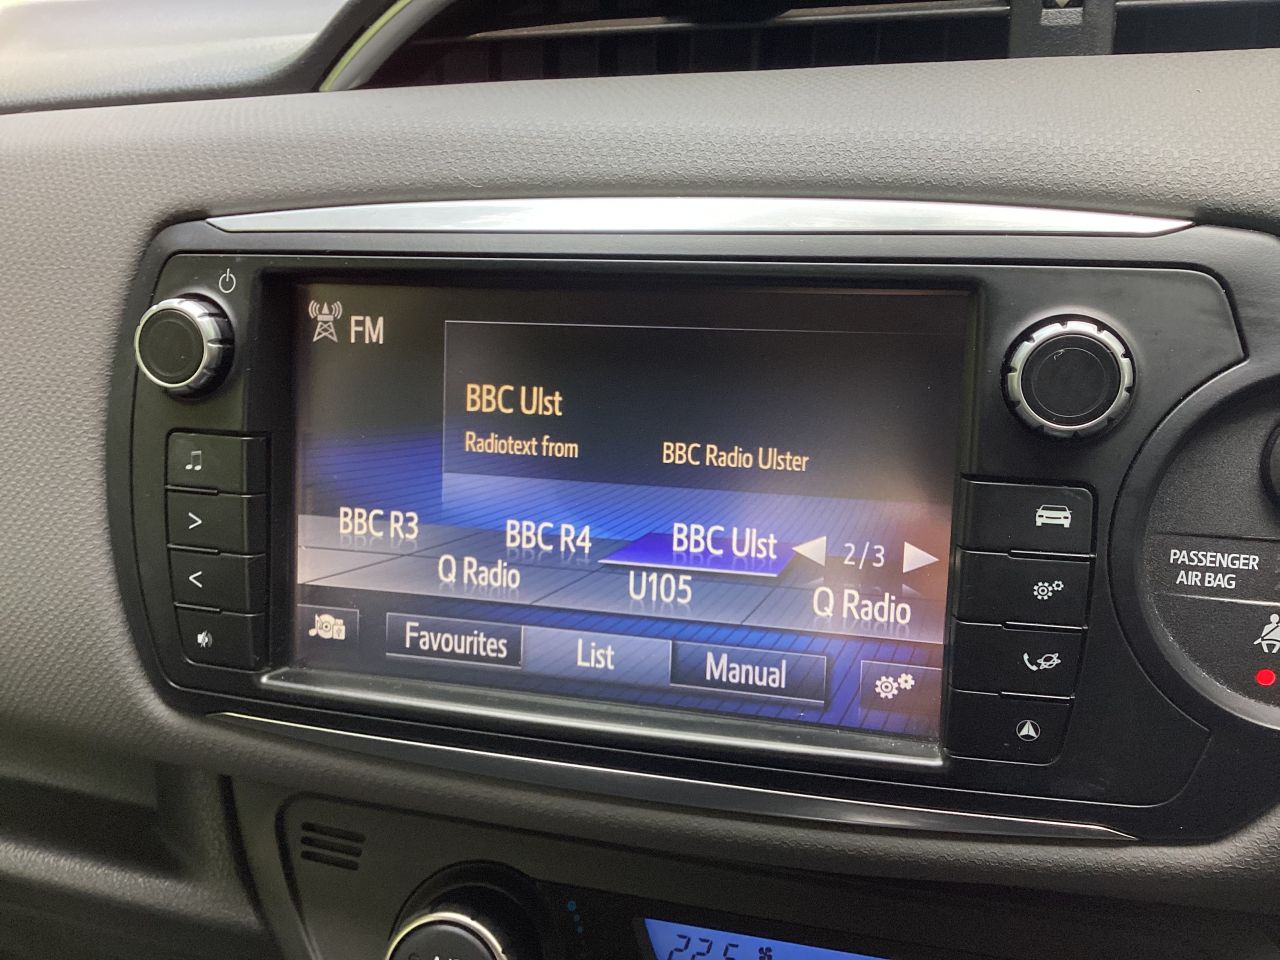 FM
BBC Ulst
Radiotext from BBC Radio Ulster
BBC R3 BBC R4 BBC Ulst 2/3
Q Radio U105 Q Radio
Favourites List Manual
PASSENGER
AIR BAG